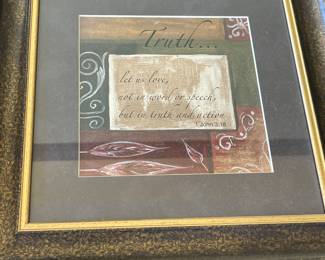 Truth...
let us love,
not in word or speech,
but in truth and action
1 John 3:18